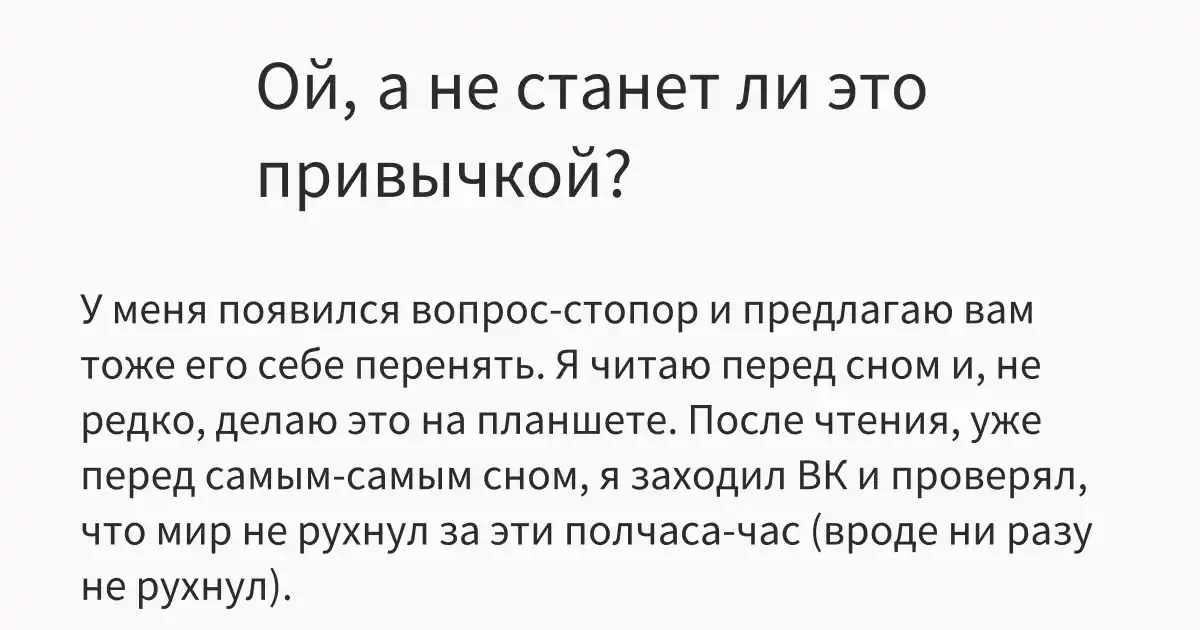 Ой, а не станет ли это
привычкой?
У меня появился вопрос-стопор и предлагаю вам
тоже его себе перенять. Я читаю перед сном и, не
редко, делаю это на планшете. После чтения, уже
перед самым-самым сном, я заходил ВК и проверял,
что мир не рухнул за эти полчаса-час (вроде ни разу
не рухнул).